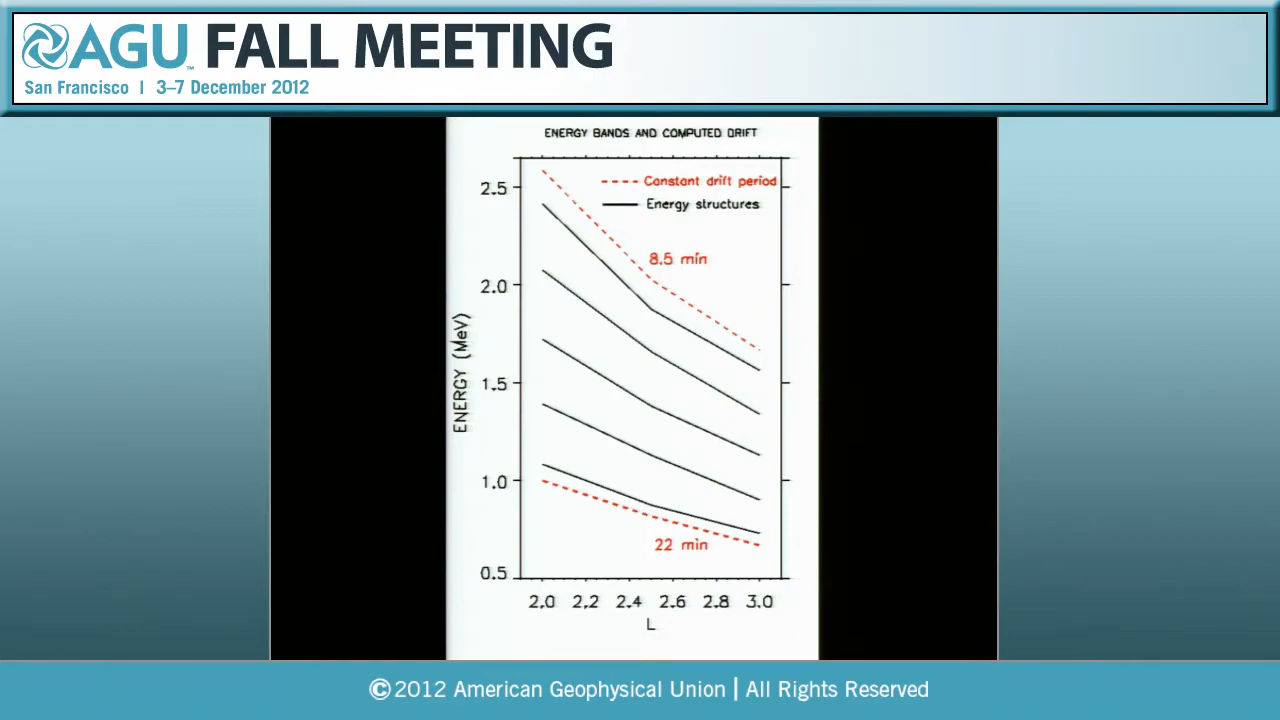 AGU™ FALL MEETING
San Francisco | 3–7 December 2012
ENERGY BANDS AND COMPUTED DRIFT
Constant drift period
Energy structures
8.5 min
22 min
ENERGY (MeV)
2.5
2.0
1.5
1.0
0.5
2.0 2.2 2.4 2.6 2.8 3.0
L
©2012 American Geophysical Union | All Rights Reserved